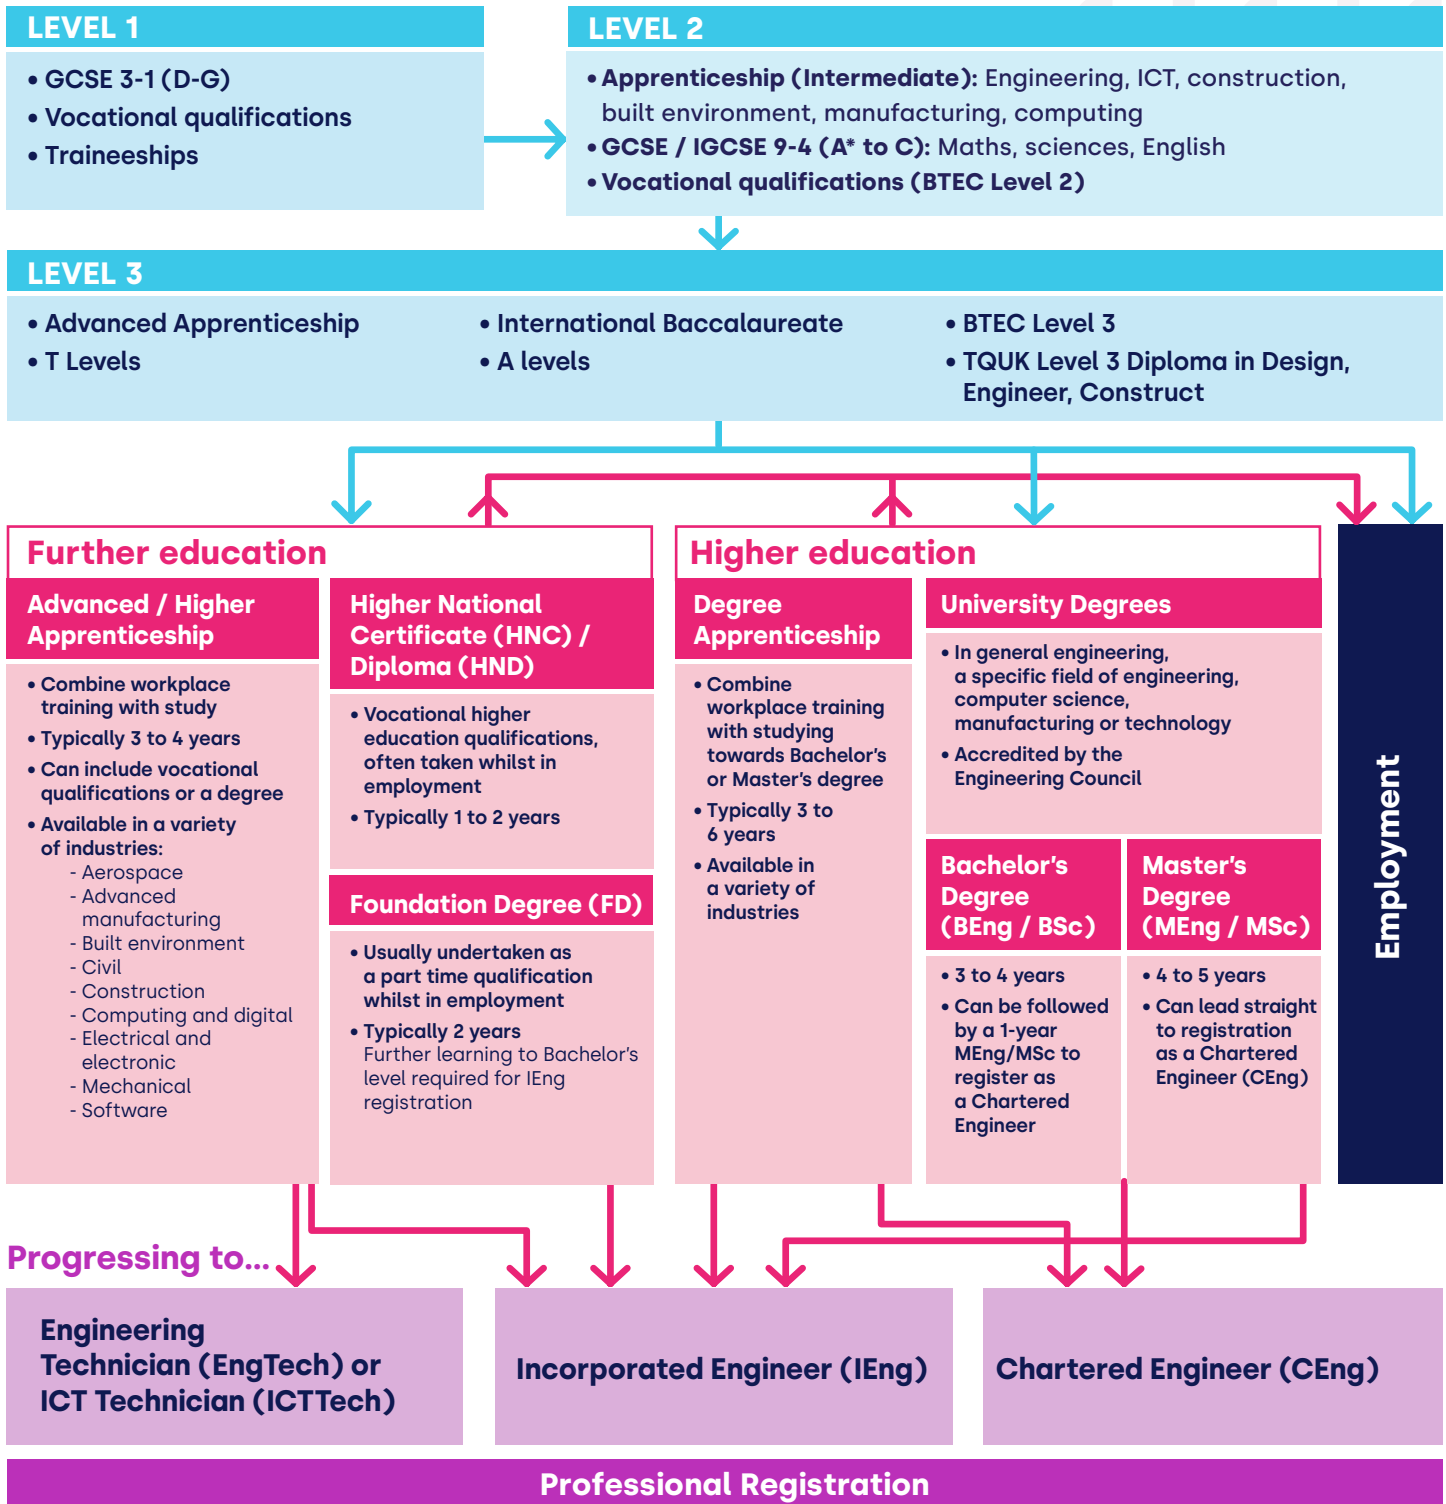 LEVEL 1
• GCSE 3-1 (D-G)
• Vocational qualifications
• Traineeships
LEVEL 2
• Apprenticeship (Intermediate): Engineering, ICT, construction,
built environment, manufacturing, computing
• GCSE / IGCSE 9-4 (A* to C): Maths, sciences, English
• Vocational qualifications (BTEC Level 2)
LEVEL 3
• Advanced Apprenticeship
• T Levels
• International Baccalaureate
• A levels
• BTEC Level 3
• TQUK Level 3 Diploma in Design,
Engineer, Construct
Further education
Advanced / Higher
Apprenticeship
• Combine workplace
training with study
• Typically 3 to 4 years
• Can include vocational
qualifications or a degree
• Available in a variety
of industries:
- Aerospace
- Advanced
manufacturing
- Built environment
- Civil
- Construction
- Computing and digital
- Electrical and
electronic
- Mechanical
- Software
Higher National
Certificate (HNC) /
Diploma (HND)
• Vocational higher
education qualifications,
often taken whilst in
employment
• Typically 1 to 2 years
Foundation Degree (FD)
• Usually undertaken as
a part time qualification
whilst in employment
• Typically 2 years
Further learning to Bachelor's
level required for IEng
registration
Higher education
Degree
Apprenticeship
• Combine
workplace training
with studying
towards Bachelor's
or Master's degree
• Typically 3 to
6 years
• Available in
a variety of
industries
University Degrees
• In general engineering,
a specific field of engineering,
computer science,
manufacturing or technology
• Accredited by the
Engineering Council
Bachelor's
Degree
(BEng / BSc)
• 3 to 4 years
• Can be followed
by a 1-year
MEng/MSc to
register as
a Chartered
Engineer
Master's
Degree
(MEng / MSc)
• 4 to 5 years
• Can lead straight
to registration
as a Chartered
Engineer (CEng)
Employment
Progressing to...
Engineering
Technician (EngTech) or
ICT Technician (ICTTech)
Incorporated Engineer (IEng)
Chartered Engineer (CEng)
Professional Registration